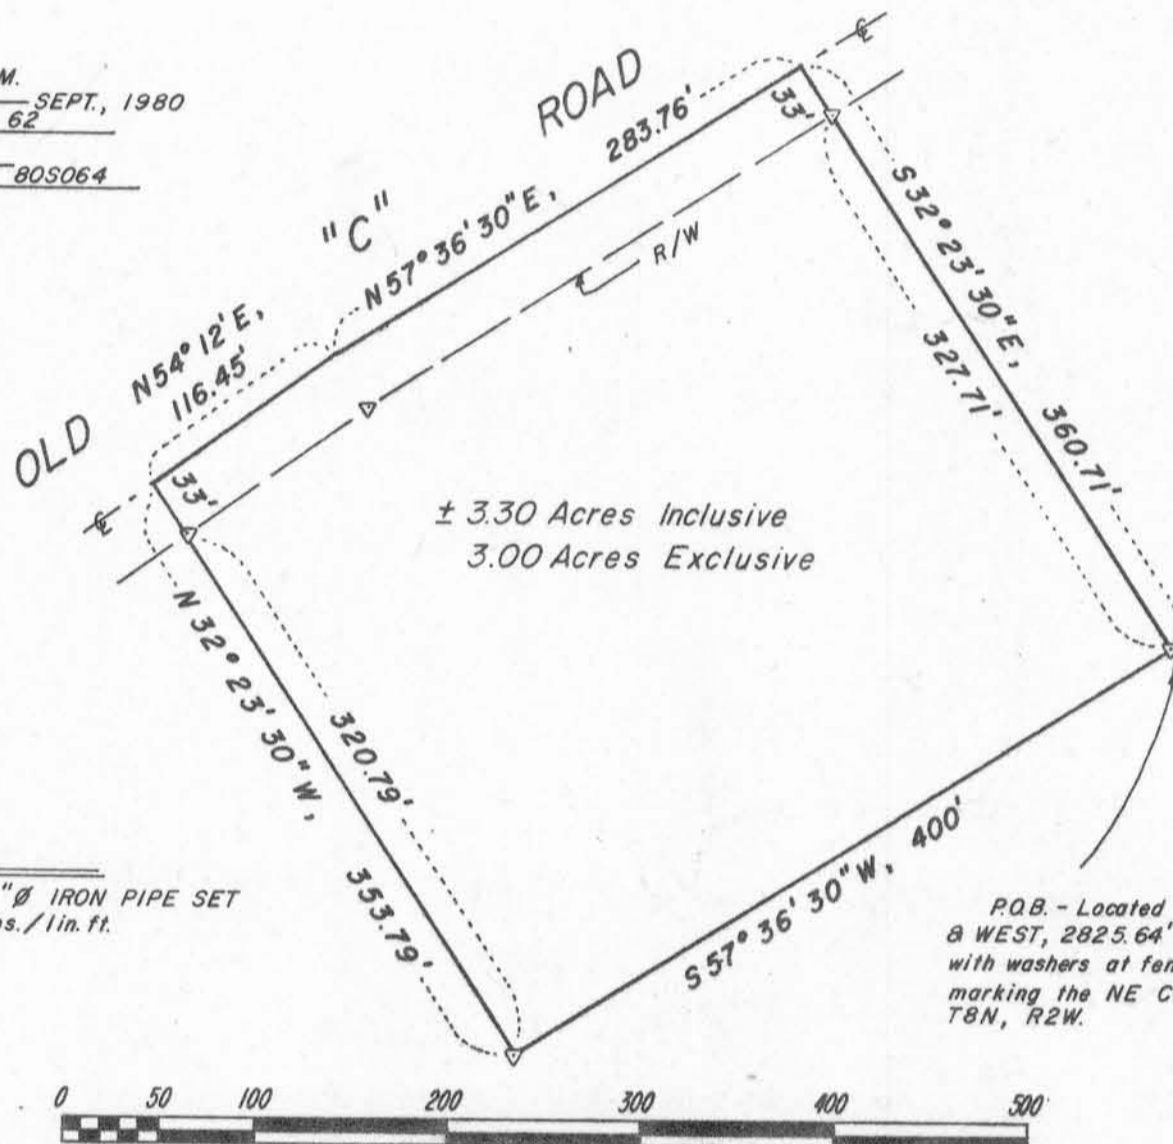 M.
SEPT., 1980
62
80S064
OLD "C" ROAD
N 54° 12' E,
116.45'
N 57° 36' 30" E,
283.76'
33'
R/W
S 32° 23' 30" E,
360.71'
327.71'
33'
± 3.30 Acres Inclusive
3.00 Acres Exclusive
N 32° 23' 30" W,
353.79'
320.79'
S 57° 36' 30" W, 400'
"Ø IRON PIPE SET
s./lin. ft.
P.O.B. - Located
& WEST, 2825.64'
with washers at fen
marking the NE C
T8N, R2W.
0 50 100 200 300 400 500'